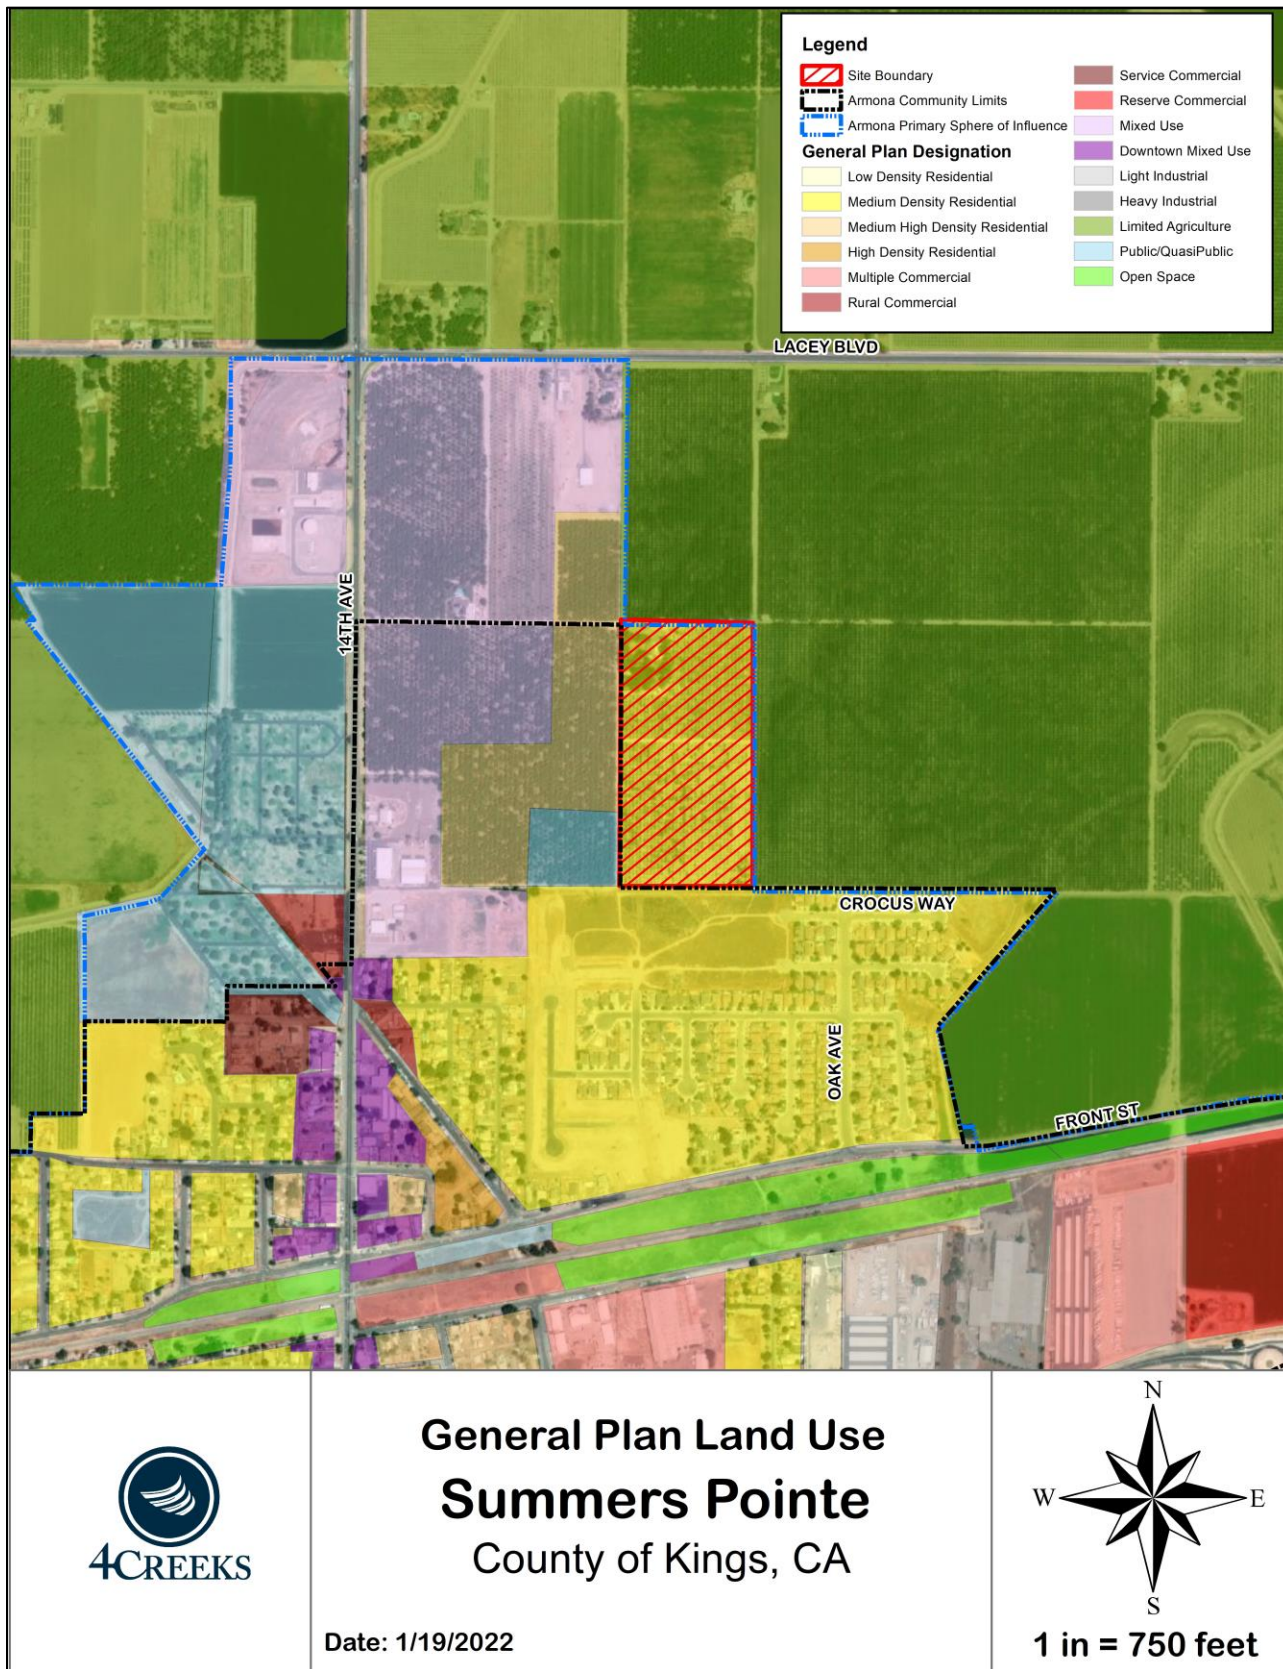 Legend
Site Boundary
Armona Community Limits
Armona Primary Sphere of Influence
General Plan Designation
Low Density Residential
Medium Density Residential
Medium High Density Residential
High Density Residential
Multiple Commercial
Rural Commercial
Service Commercial
Reserve Commercial
Mixed Use
Downtown Mixed Use
Light Industrial
Heavy Industrial
Limited Agriculture
Public/QuasiPublic
Open Space
LACEY BLVD
14TH AVE
CROCUS WAY
OAK AVE
FRONT ST
4CREEKS
General Plan Land Use
Summers Pointe
County of Kings, CA
Date: 1/19/2022
N
W
E
S
1 in = 750 feet